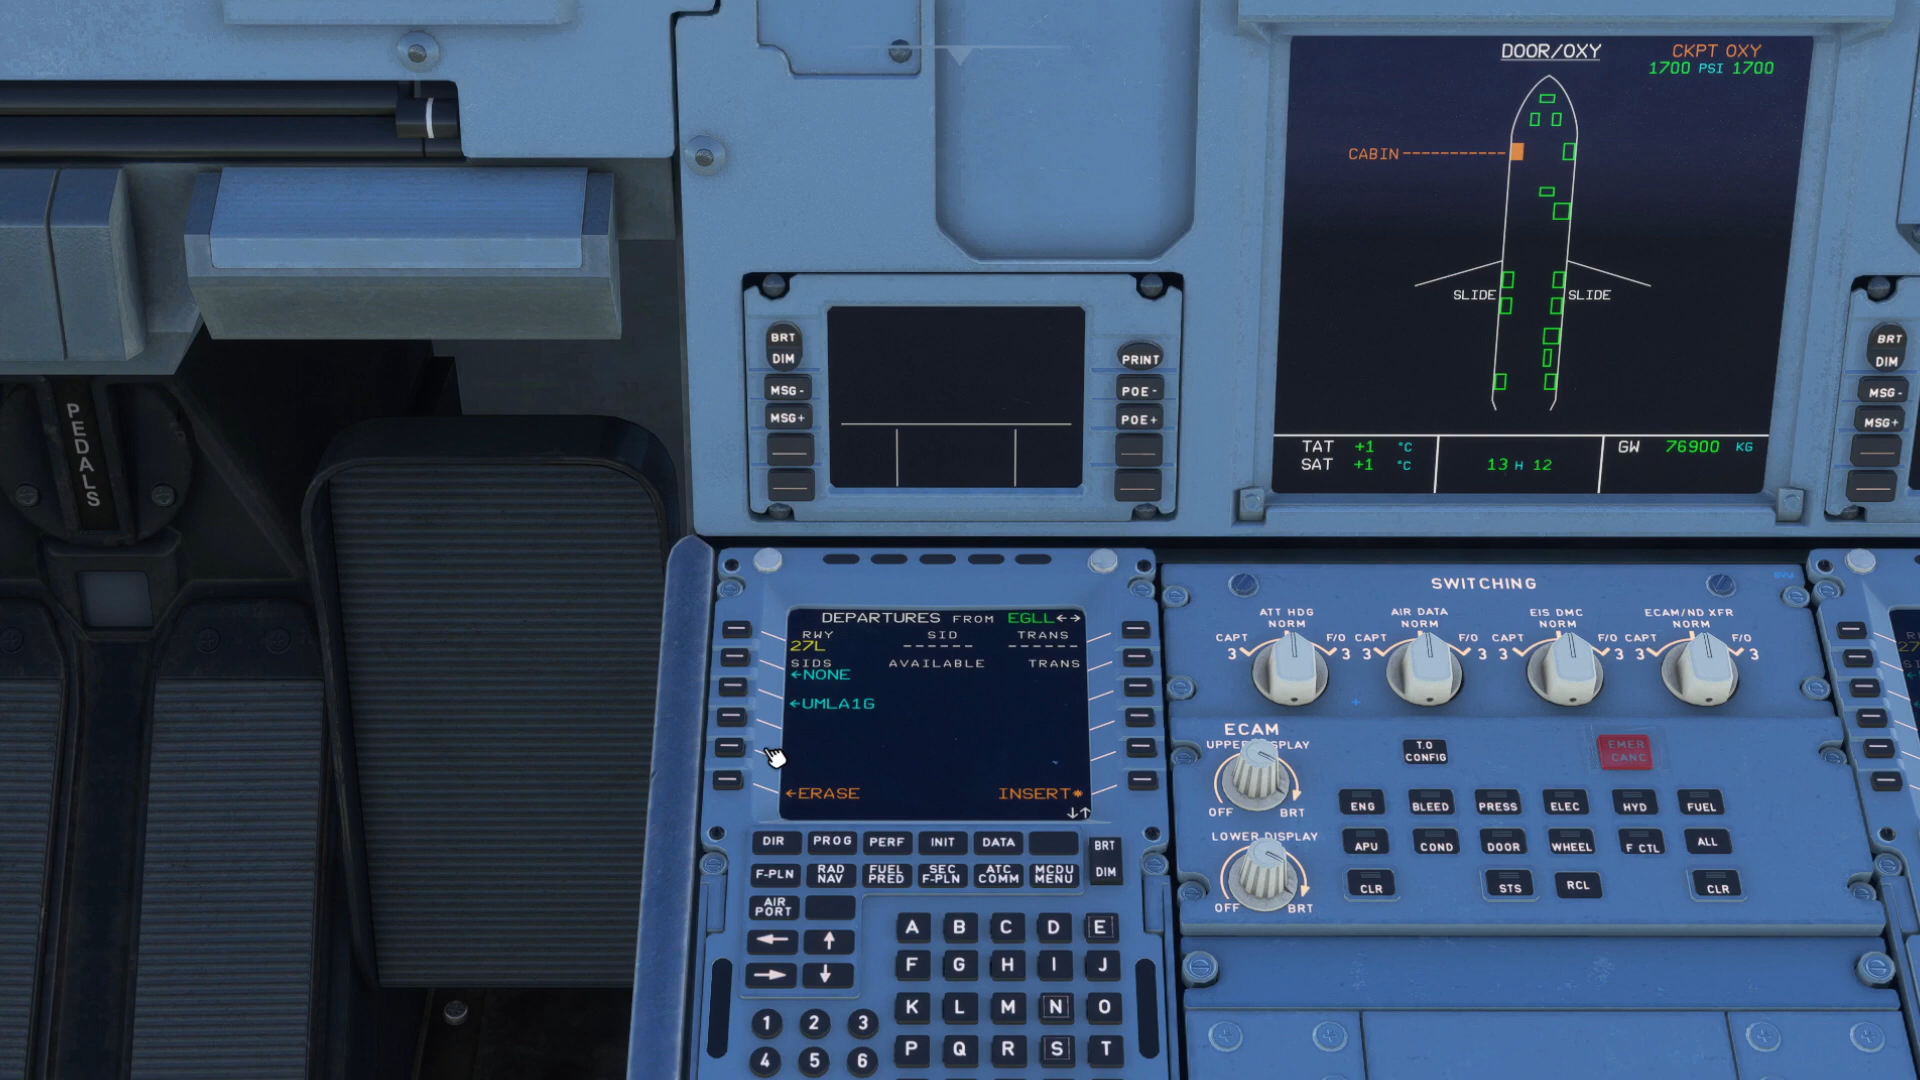 DOOR/OXY
CKPT OXY
1700 PSI 1700
CABIN
SLIDE
SLIDE
TAT +1 °C
SAT +1 °C
13 H 12
GW 76900 KG
PEDALS
BRT
DIM
MSG-
MSG+
PRINT
POE-
POE+
BRT
DIM
MSG-
MSG+
DEPARTURES FROM EGLL←→
RWY SID TRANS
27L ------ ------
SIDS AVAILABLE TRANS
←NONE
←UMLA1G
←ERASE INSERT*
↓↑
DIR PROG PERF INIT DATA
BRT
DIM
F-PLN RAD NAV FUEL PRED SEC F-PLN ATC COMM MCDU MENU
AIR PORT
← ↑
→ ↓
A B C D E
F G H I J
K L M N O
P Q R S T
1 2 3
4 5 6
SWITCHING
ATT HDG
NORM
CAPT 3 F/O 3
AIR DATA
NORM
CAPT 3 F/O 3
EIS DMC
NORM
CAPT 3 F/O 3
ECAM/ND XFR
NORM
CAPT 3 F/O 3
ECAM
UPPER DISPLAY
OFF BRT
LOWER DISPLAY
OFF BRT
T.O
CONFIG
EMER
CANC
ENG BLEED PRESS ELEC HYD FUEL
APU COND DOOR WHEEL F CTL ALL
CLR STS RCL CLR